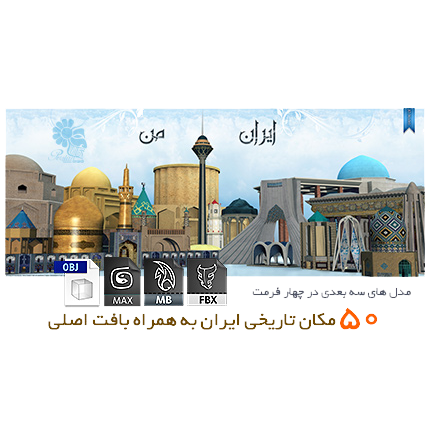 ایران من
OBJ MAX MB FBX
مدل های سه بعدی در چهار فرمت
۵۰ مکان تاریخی ایران به همراه بافت اصلی